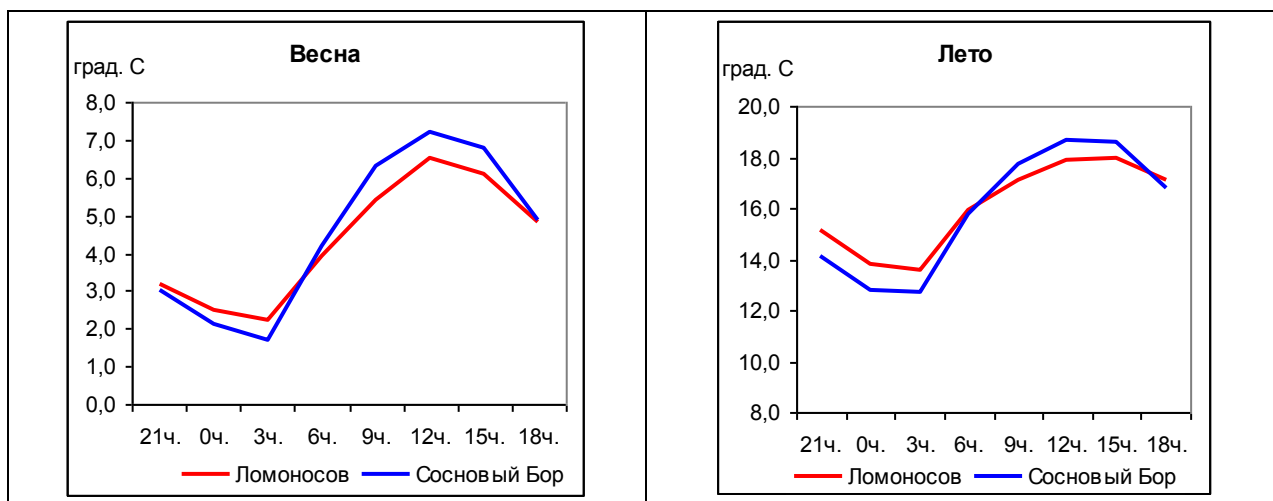 Весна
град. С
8,0
7,0
6,0
5,0
4,0
3,0
2,0
1,0
0,0
21ч. 0ч. 3ч. 6ч. 9ч. 12ч. 15ч. 18ч.
Ломоносов Сосновый Бор
Лето
град. С
20,0
18,0
16,0
14,0
12,0
10,0
8,0
21ч. 0ч. 3ч. 6ч. 9ч. 12ч. 15ч. 18ч.
Ломоносов Сосновый Бор